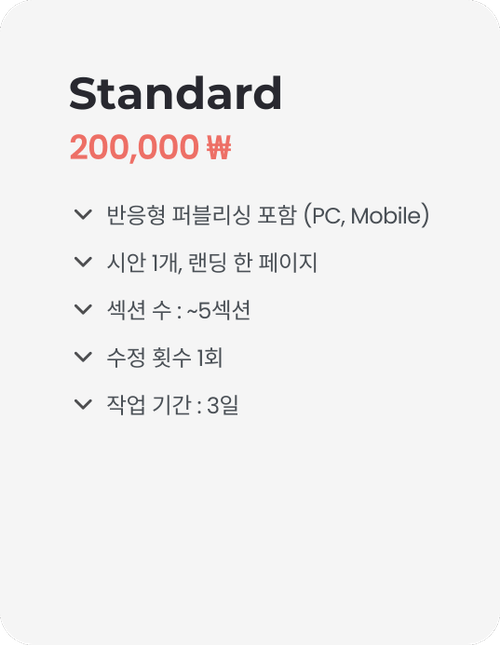 Standard
200,000 ₩
반응형 퍼블리싱 포함 (PC, Mobile)
시안 1개, 랜딩 한 페이지
섹션 수 : ~5섹션
수정 횟수 1회
작업 기간 : 3일